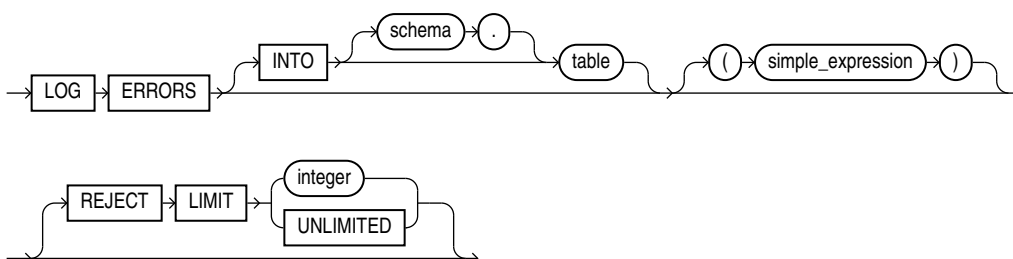 schema .
INTO table ( simple_expression )
LOG ERRORS
integer
REJECT LIMIT
UNLIMITED